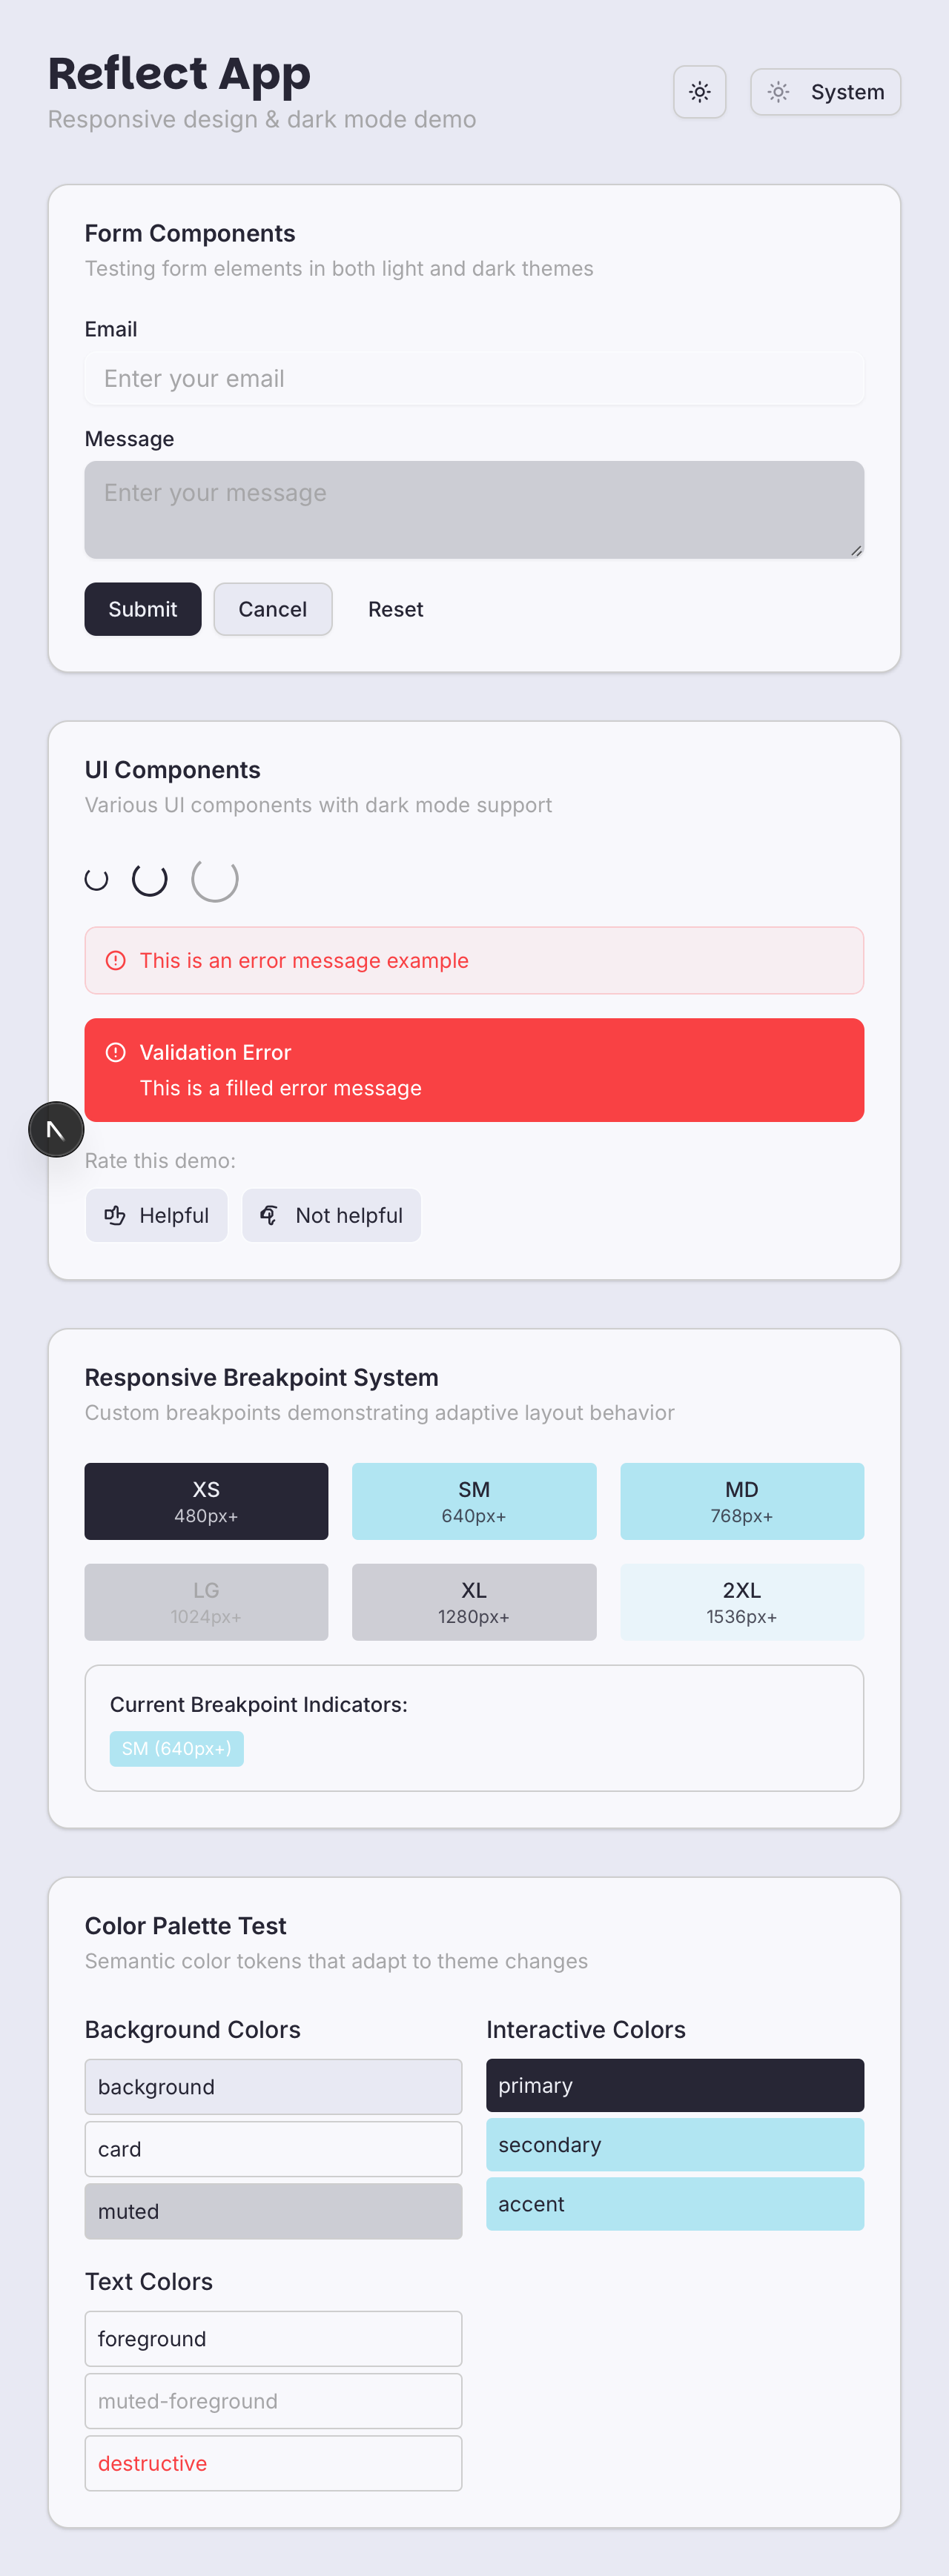 Reflect App
Responsive design & dark mode demo
System
Form Components
Testing form elements in both light and dark themes
Email
Enter your email
Message
Enter your message
Submit
Cancel
Reset
UI Components
Various UI components with dark mode support
This is an error message example
Validation Error
This is a filled error message
Rate this demo:
Helpful
Not helpful
Responsive Breakpoint System
Custom breakpoints demonstrating adaptive layout behavior
XS
480px+
SM
640px+
MD
768px+
LG
1024px+
XL
1280px+
2XL
1536px+
Current Breakpoint Indicators:
SM (640px+)
Color Palette Test
Semantic color tokens that adapt to theme changes
Background Colors
background
card
muted
Interactive Colors
primary
secondary
accent
Text Colors
foreground
muted-foreground
destructive